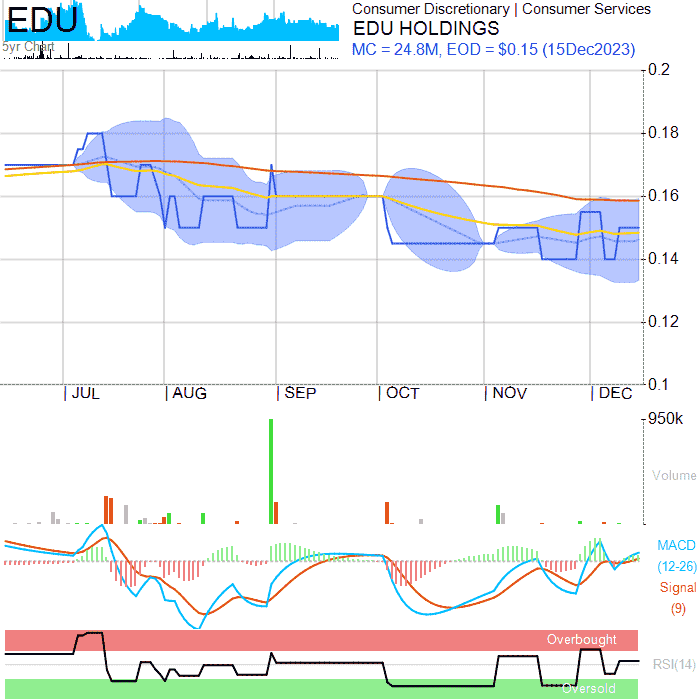 EDU
5yr Chart
Consumer Discretionary | Consumer Services
EDU HOLDINGS
MC = 24.8M, EOD = $0.15 (15Dec2023)
0.2
0.18
0.16
0.14
0.12
0.1
JUL AUG SEP OCT NOV DEC
950k
Volume
MACD
(12-26)
Signal
(9)
Overbought
RSI(14)
Oversold